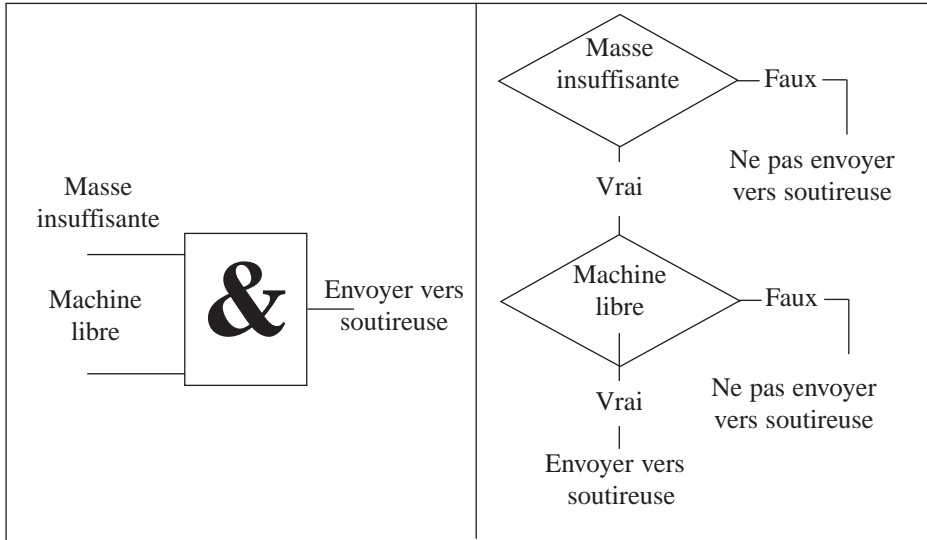 Masse
insuffisante
Machine
libre
&
Envoyer vers
soutireuse
Masse
insuffisante
Faux
Ne pas envoyer
vers soutireuse
Vrai
Machine
libre
Faux
Ne pas envoyer
vers soutireuse
Vrai
Envoyer vers
soutireuse